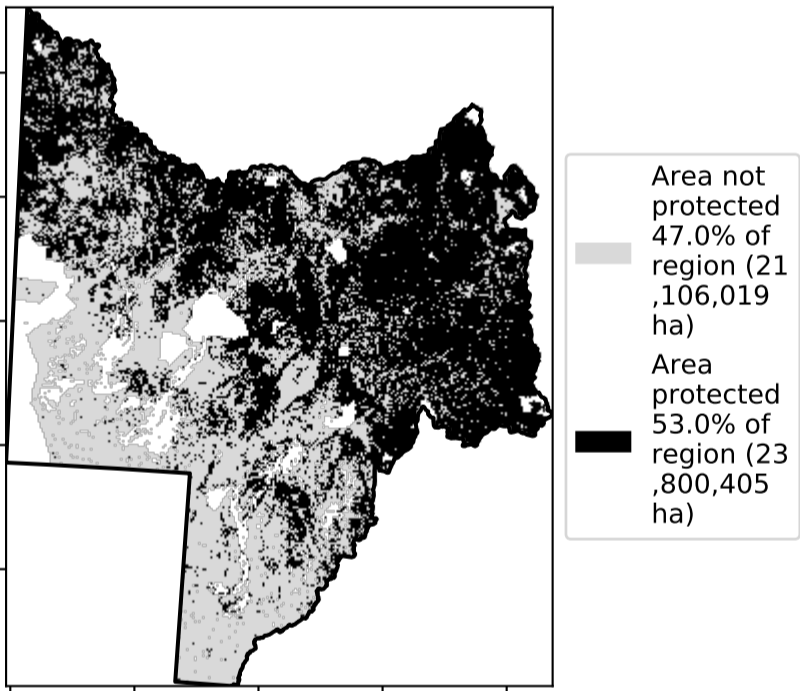 Area not
protected
47.0% of
region (21
,106,019
ha)
Area
protected
53.0% of
region (23
,800,405
ha)